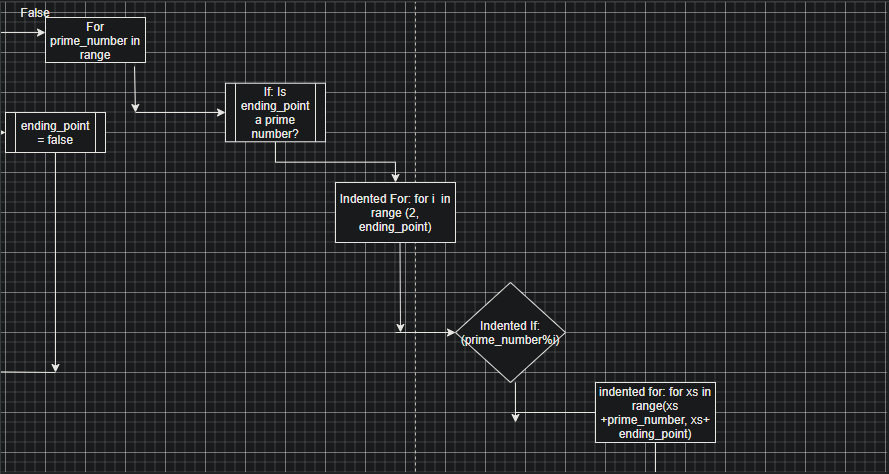 False
For
prime_number in
range
If: Is
ending_point
a prime
number?
ending_point
= false
Indented For: for i in
range (2,
ending_point)
Indented If:
(prime_number%i)
indented for: for xs in
range(xs
+prime_number, xs+
ending_point)